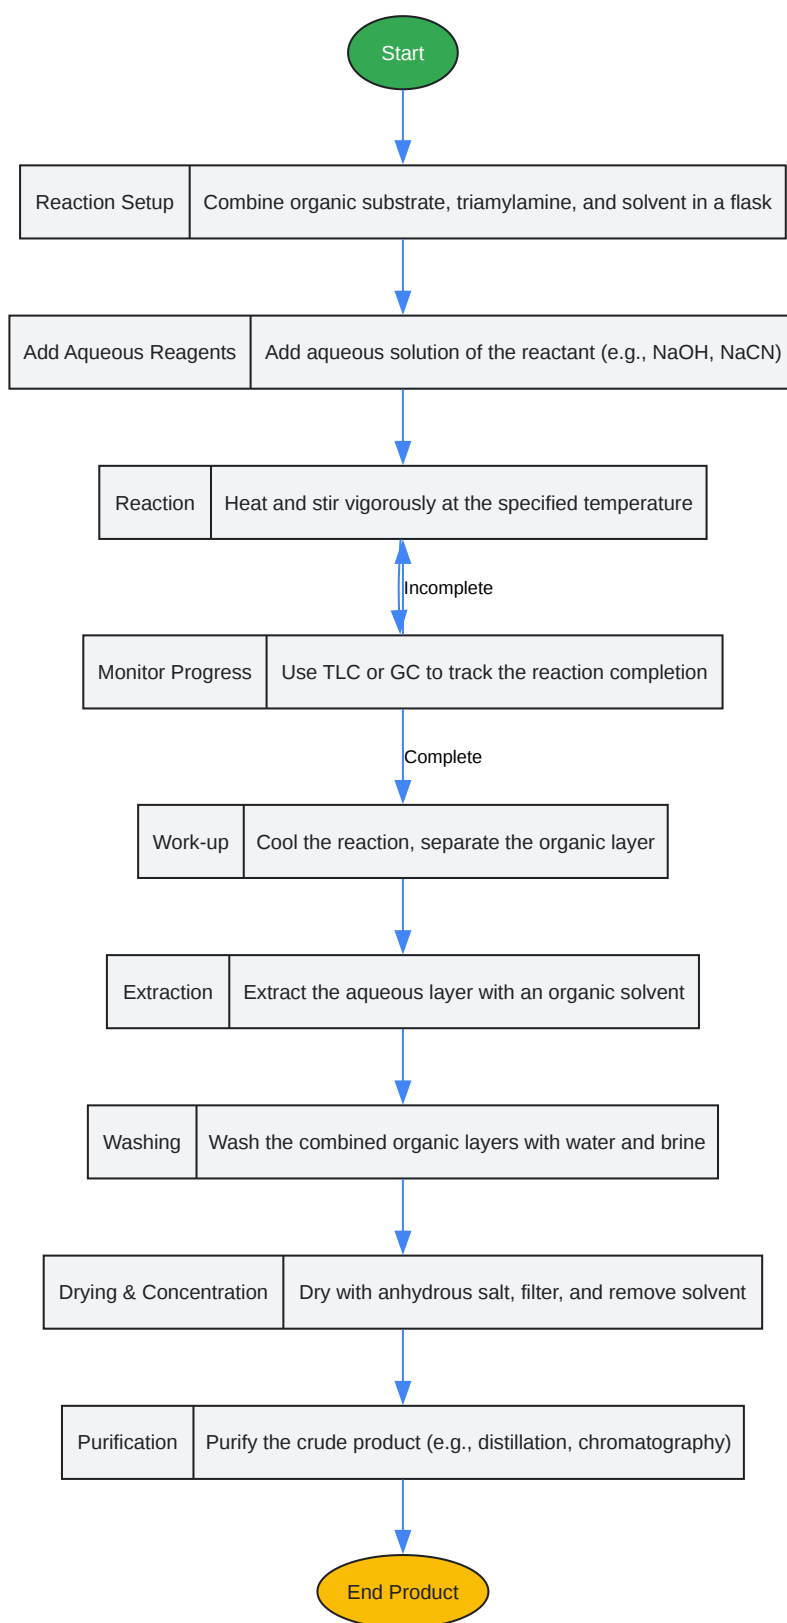 Start
Reaction Setup
Combine organic substrate, triamylamine, and solvent in a flask
Add Aqueous Reagents
Add aqueous solution of the reactant (e.g., NaOH, NaCN)
Reaction
Heat and stir vigorously at the specified temperature
Incomplete
Monitor Progress
Use TLC or GC to track the reaction completion
Complete
Work-up
Cool the reaction, separate the organic layer
Extraction
Extract the aqueous layer with an organic solvent
Washing
Wash the combined organic layers with water and brine
Drying & Concentration
Dry with anhydrous salt, filter, and remove solvent
Purification
Purify the crude product (e.g., distillation, chromatography)
End Product